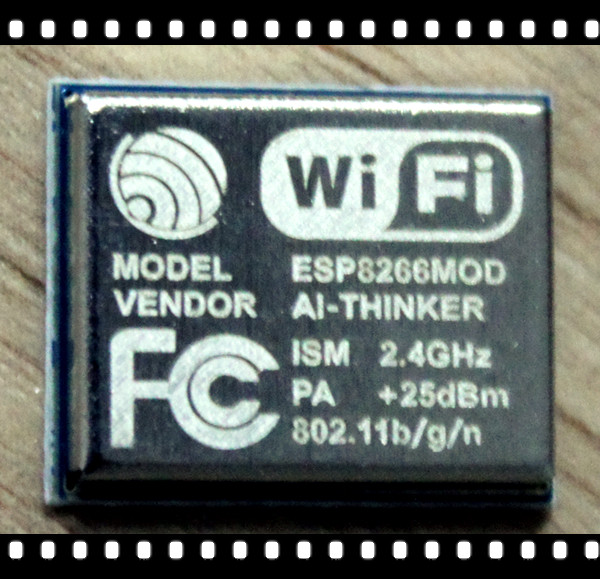 WiFi
MODEL ESP8266MOD
VENDOR AI-THINKER
FC ISM 2.4GHz
PA +25dBm
802.11b/g/n